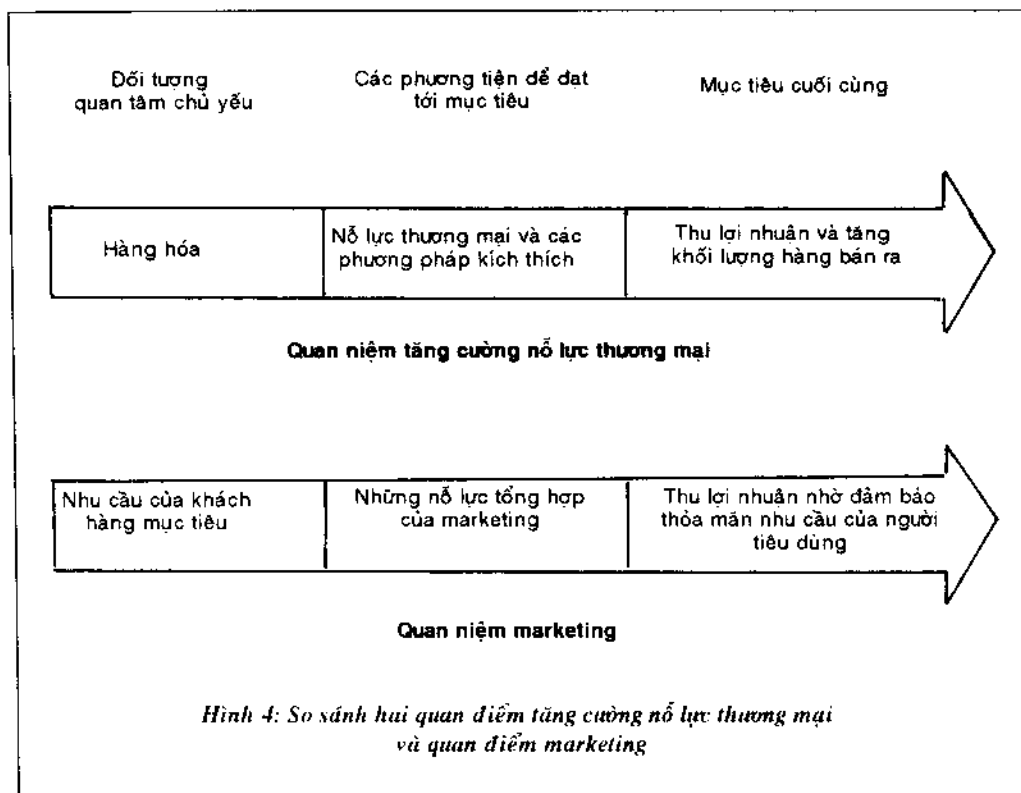 Đối tượng
quan tâm chủ yếu
Các phương tiện để đạt
tới mục tiêu
Mục tiêu cuối cùng
Hàng hóa
Nỗ lực thương mại và các
phương pháp kích thích
Thu lợi nhuận và tăng
khối lượng hàng bán ra
Quan niệm tăng cường nỗ lực thương mại
Nhu cầu của khách
hàng mục tiêu
Những nỗ lực tổng hợp
của marketing
Thu lợi nhuận nhờ đảm bảo
thỏa mãn nhu cầu của người
tiêu dùng
Quan niệm marketing
Hình 4: So sánh hai quan điểm tăng cường nỗ lực thương mại
và quan điểm marketing